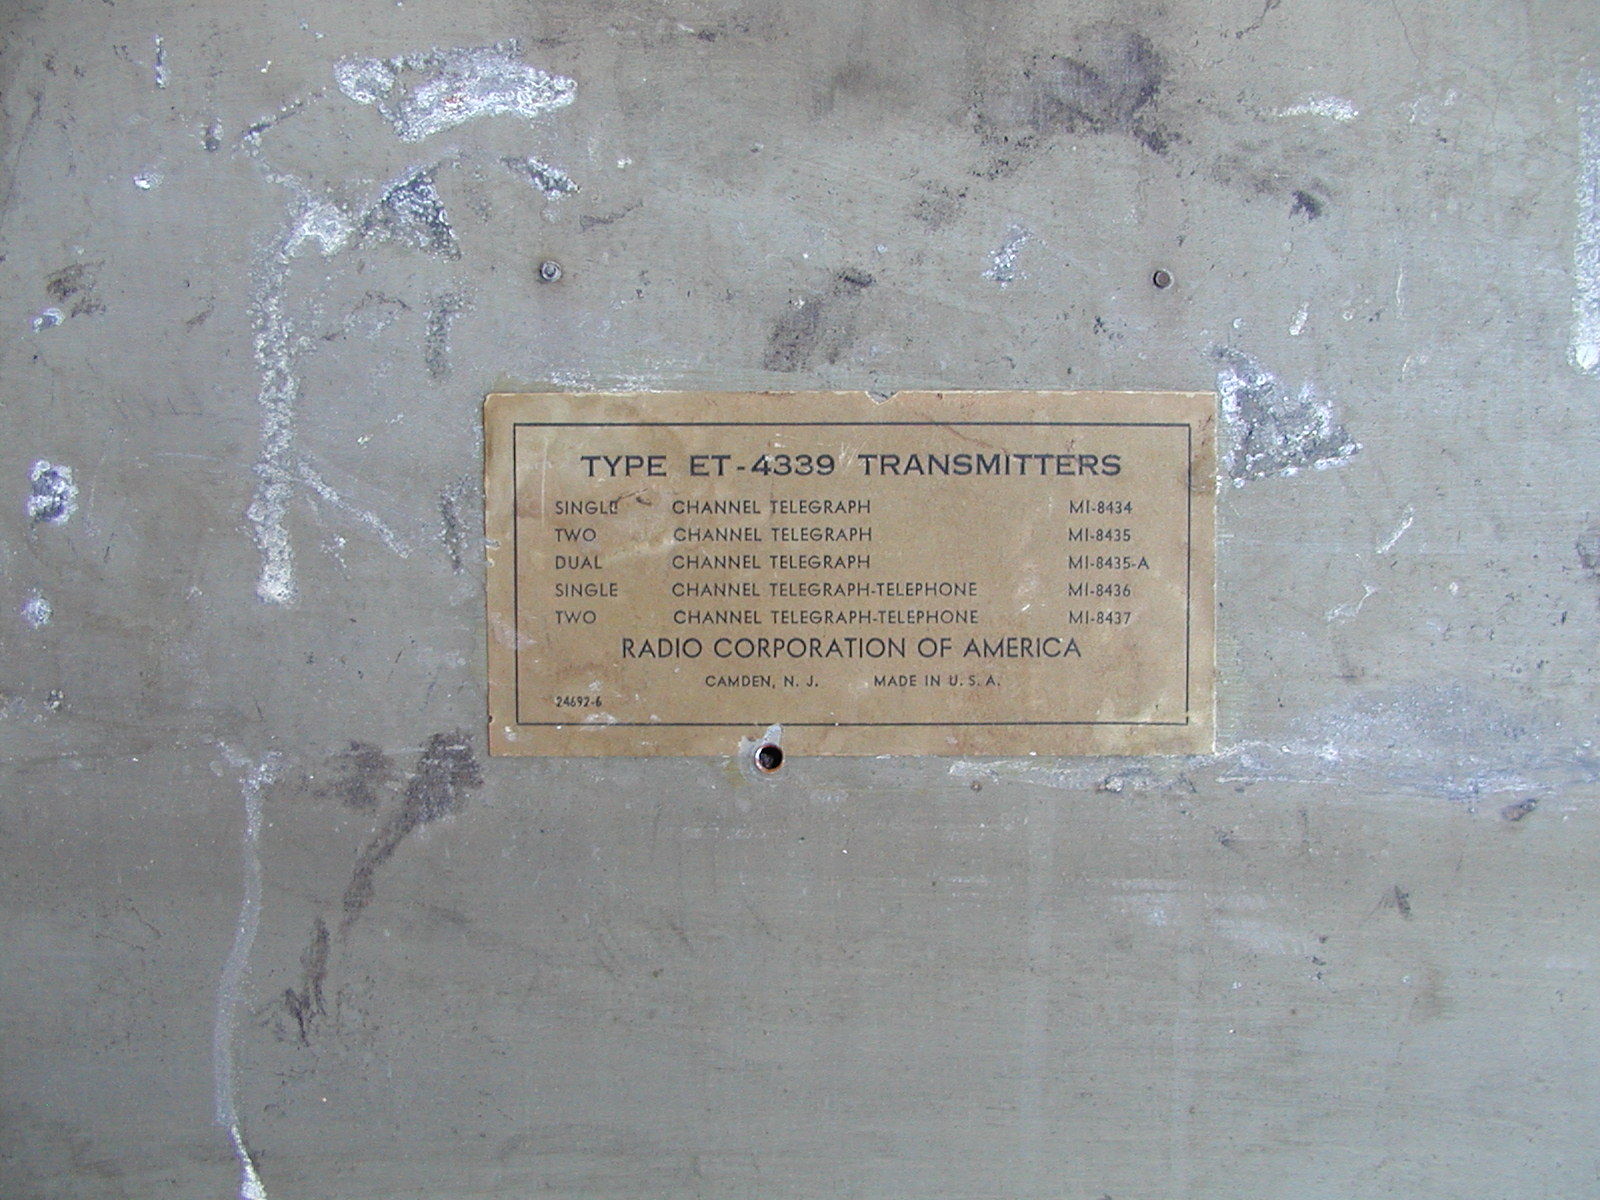 TYPE ET-4339 TRANSMITTERS
SINGLE CHANNEL TELEGRAPH MI-8434
TWO CHANNEL TELEGRAPH MI-8435
DUAL CHANNEL TELEGRAPH MI-8435-A
SINGLE CHANNEL TELEGRAPH-TELEPHONE MI-8436
TWO CHANNEL TELEGRAPH-TELEPHONE MI-8437
RADIO CORPORATION OF AMERICA
CAMDEN, N. J. MADE IN U. S. A.
24692-6